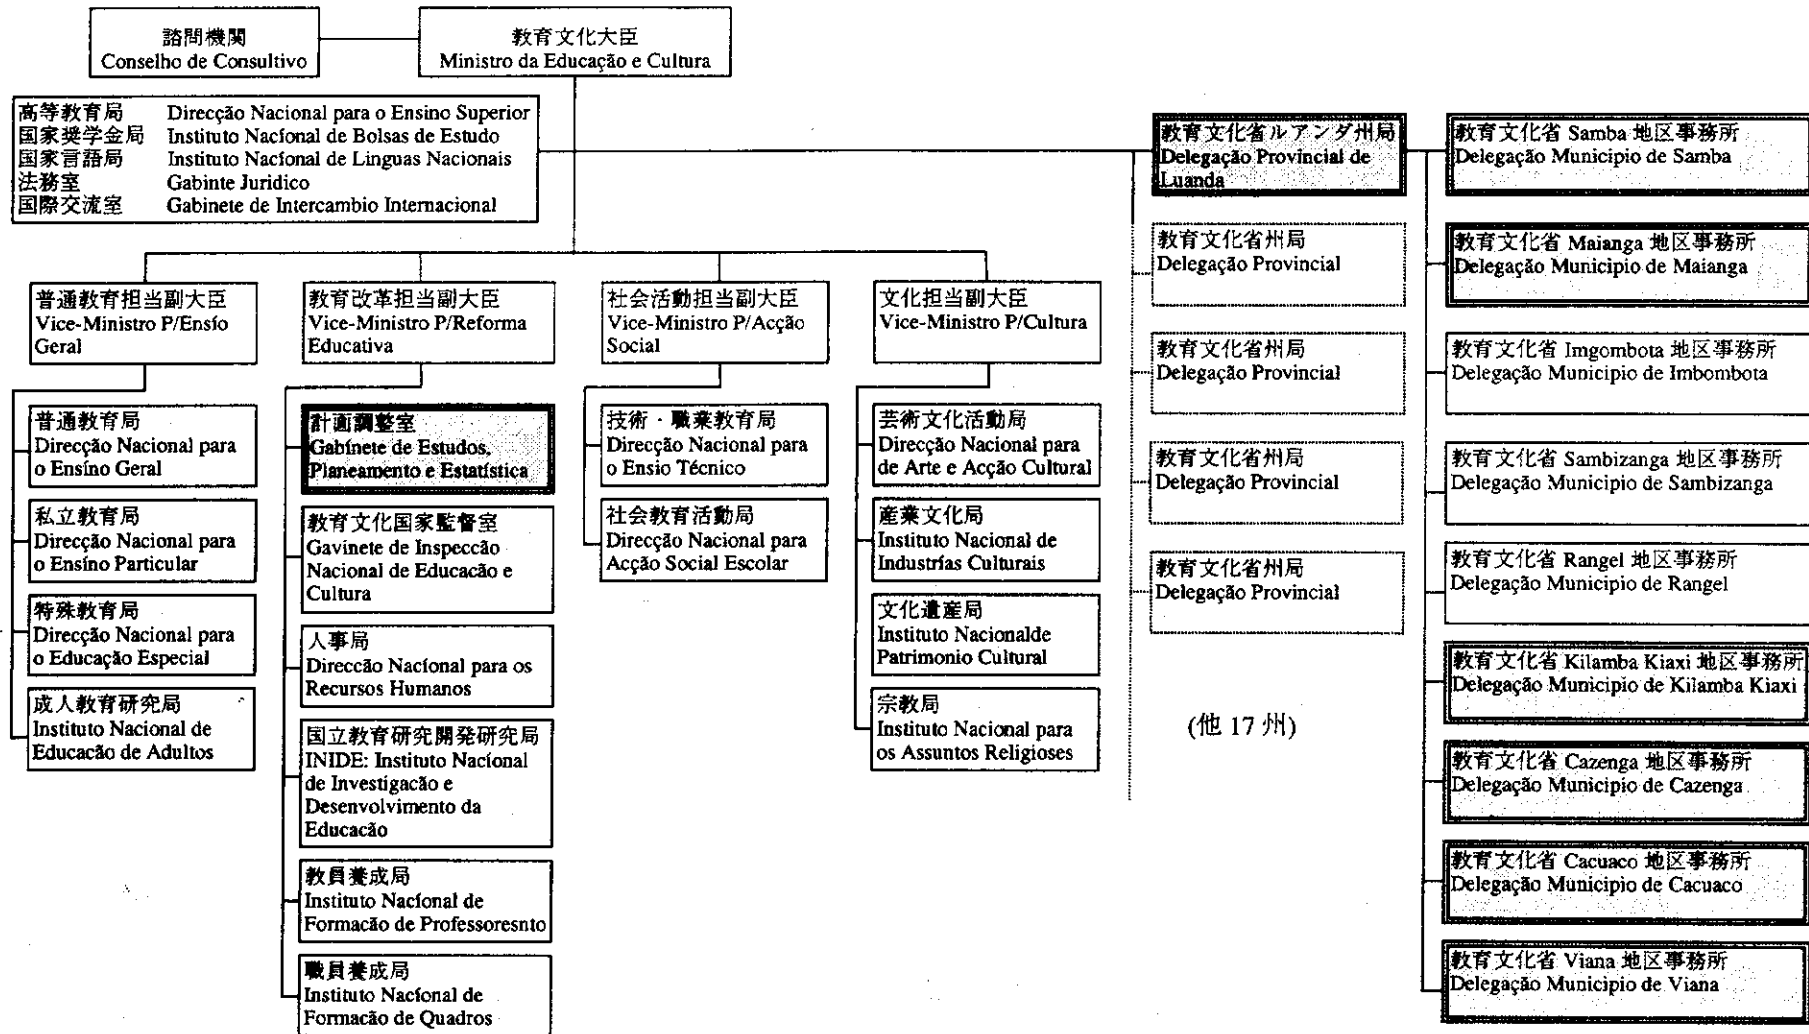 諮問機関
Conselho de Consultivo
教育文化大臣
Ministro da Educação e Cultura
高等教育局 Direcção Nacional para o Ensino Superior
国家奨学金局 Instituto Nacíonal de Bolsas de Estudo
国家言語局 Instituto Nacíonal de Linguas Nacionais
法務室 Gabinte Juridico
国際交流室 Gabinete de Intercambio Internacional
普通教育担当副大臣
Vice-Ministro P/Ensío
Geral
普通教育局
Direcção Nacional para
o Ensíno Geral
私立教育局
Direcção Nacional para
o Ensíno Particular
特殊教育局
Direcção Nacional para
o Educação Especial
成人教育研究局
Instituto Nacional de
Educacão de Adultos
教育改革担当副大臣
Vice-Ministro P/Reforma
Educativa
計画調整室
Gabínete de Estudos,
Planeamento e Estatística
教育文化国家監督室
Gavinete de Inspeccão
Nacional de Educacão e
Cultura
人事局
Direccão Nacíonal para os
Recursos Humanos
国立教育研究開発研究局
INIDE: Instituto Nacíonal
de Investigacão e
Desenvolvimento da
Educacão
教員養成局
Instituto Nacíonal de
Formacão de Professoresnto
職員養成局
Instituto Nacíonal de
Formacão de Quadros
社会活動担当副大臣
Vice-Ministro P/Acção
Social
技術・職業教育局
Direcção Nacional para
o Ensio Técnico
社会教育活動局
Direcção Nacional para
Acção Social Escolar
文化担当副大臣
Vice-Ministro P/Cultura
芸術文化活動局
Direcção Nacional para
de Arte e Acção Cultural
産業文化局
Instituto Nacional de
Industrías Culturais
文化遺産局
Instituto Nacionalde
Patrimonio Cultural
宗教局
Instituto Nacional para
os Assuntos Religioses
教育文化省ルアンダ州局
Delegação Provincial de
Luanda
教育文化省州局
Delegação Provincial
教育文化省州局
Delegação Provincial
教育文化省州局
Delegação Provincial
教育文化省州局
Delegação Provincial
(他 17 州)
教育文化省 Samba 地区事務所
Delegação Municipio de Samba
教育文化省 Maianga 地区事務所
Delegação Municipio de Maianga
教育文化省 Imgombota 地区事務所
Delegação Municipio de Imbombota
教育文化省 Sambizanga 地区事務所
Delegação Municipio de Sambizanga
教育文化省 Rangel 地区事務所
Delegação Municipio de Rangel
教育文化省 Kilamba Kiaxi 地区事務所
Delegação Municipio de Kilamba Kiaxi
教育文化省 Cazenga 地区事務所
Delegação Municipio de Cazenga
教育文化省 Cacuaco 地区事務所
Delegação Municipio de Cacuaco
教育文化省 Viana 地区事務所
Delegação Municipio de Viana